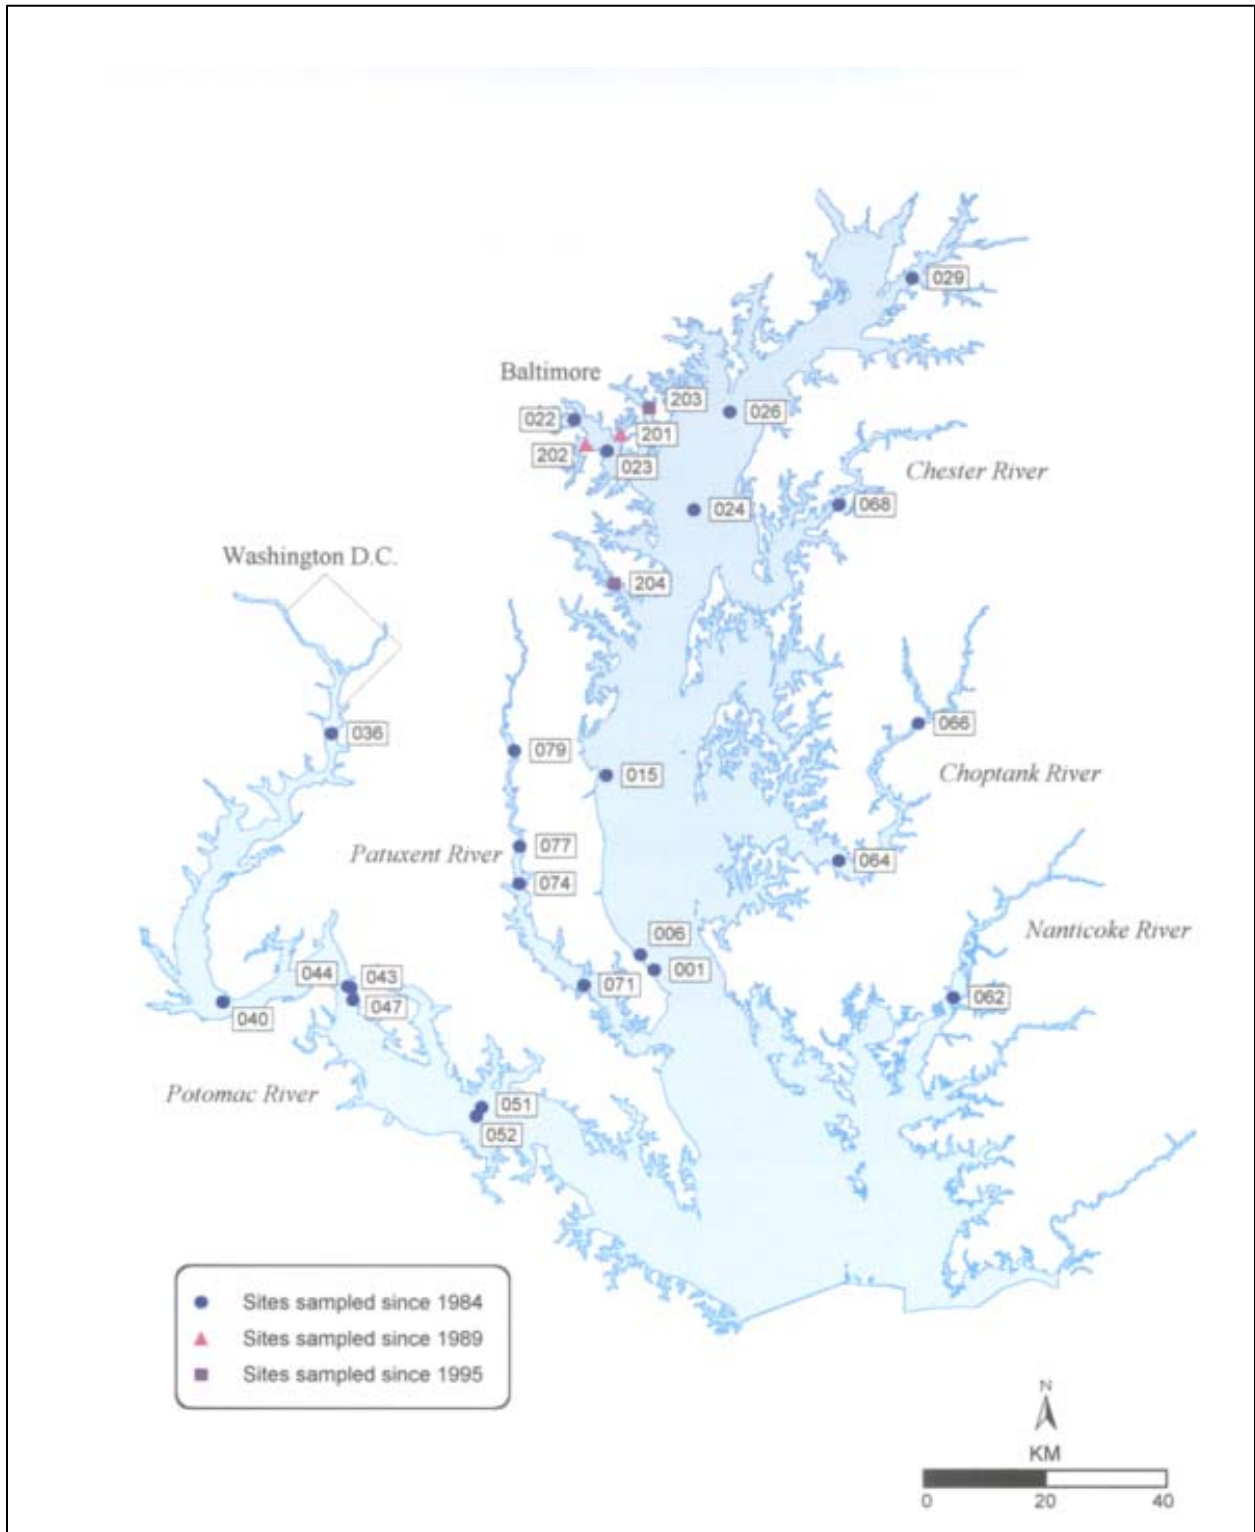 029
Baltimore
203
026
022
201
202
023
Chester River
068
024
Washington D.C.
204
066
036
079
015
Choptank River
077
Patuxent River
064
074
Nanticoke River
006
001
044
043
071
047
062
040
Potomac River
051
052
Sites sampled since 1984
Sites sampled since 1989
Sites sampled since 1995
N
KM
0 20 40